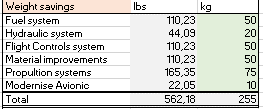 Weight savings lbs kg
Fuel system 110,23 50
Hydraulic system 44,09 20
Flight Controls system 110,23 50
Material improvements 110,23 50
Propultion systems 165,35 75
Modernise Avionic 22,05 10
Total 562,18 255